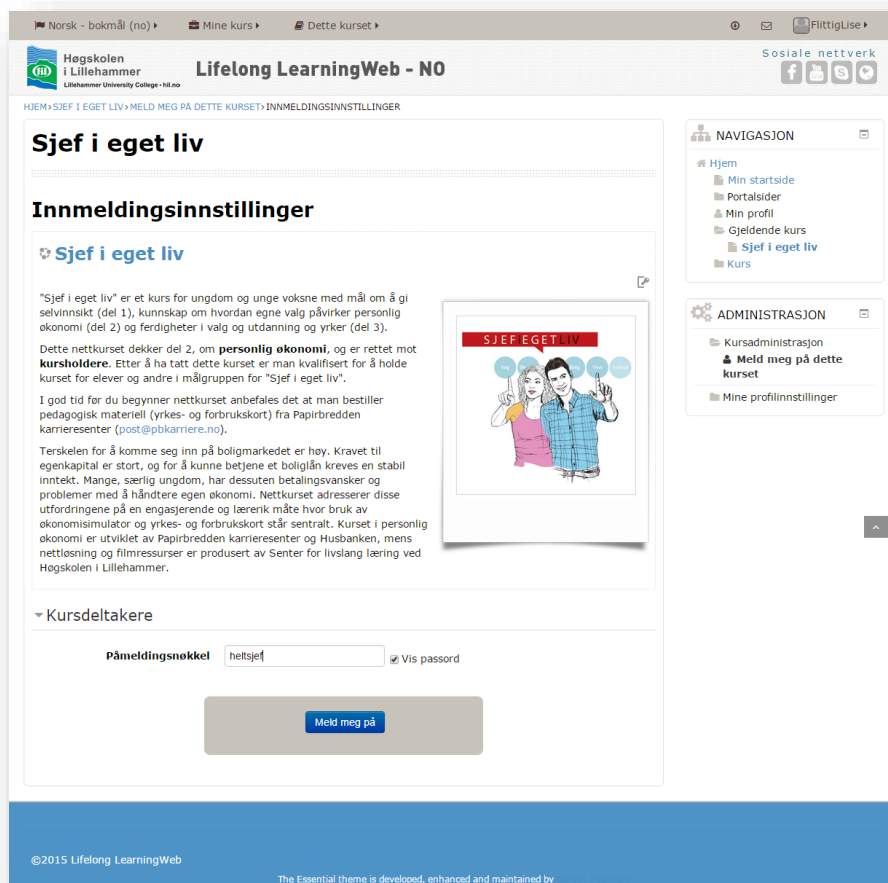 Norsk - bokmål (no) Mine kurs Dette kurset FlittigLise
Høgskolen
i Lillehammer
Lillehammer University College - hil.no
Lifelong LearningWeb - NO
Sosiale nettverk
HJEM › SJEF I EGET LIV › MELD MEG PÅ DETTE KURSET › INNMELDINGSINNSTILLINGER
Sjef i eget liv
Innmeldingsinnstillinger
Sjef i eget liv
"Sjef i eget liv" er et kurs for ungdom og unge voksne med mål om å gi
selvinnsikt (del 1), kunnskap om hvordan egne valg påvirker personlig
økonomi (del 2) og ferdigheter i valg og utdanning og yrker (del 3).
Dette nettkurset dekker del 2, om personlig økonomi, og er rettet mot
kursholdere. Etter å ha tatt dette kurset er man kvalifisert for å holde
kurset for elever og andre i målgruppen for "Sjef i eget liv".
I god tid før du begynner nettkurset anbefales det at man bestiller
pedagogisk materiell (yrkes- og forbrukskort) fra Papirbredden
karrieresenter (post@pbkarriere.no).
Terskelen for å komme seg inn på boligmarkedet er høy. Kravet til
egenkapital er stort, og for å kunne betjene et boliglån kreves en stabil
inntekt. Mange, særlig ungdom, har dessuten betalingsvansker og
problemer med å håndtere egen økonomi. Nettkurset adresserer disse
utfordringene på en engasjerende og lærerik måte hvor bruk av
økonomisimulator og yrkes- og forbrukskort står sentralt. Kurset i personlig
økonomi er utviklet av Papirbredden karrieresenter og Husbanken, mens
nettløsning og filmressurser er produsert av Senter for livslang læring ved
Høgskolen i Lillehammer.
SJEF I EGET LIV
Kursdeltakere
Påmeldingsnøkkel heltsjef Vis passord
Meld meg på
NAVIGASJON
Hjem
Min startside
Portalsider
Min profil
Gjeldende kurs
Sjef i eget liv
Kurs
ADMINISTRASJON
Kursadministrasjon
Meld meg på dette
kurset
Mine profilinnstillinger
©2015 Lifelong LearningWeb
The Essential theme is developed, enhanced and maintained by